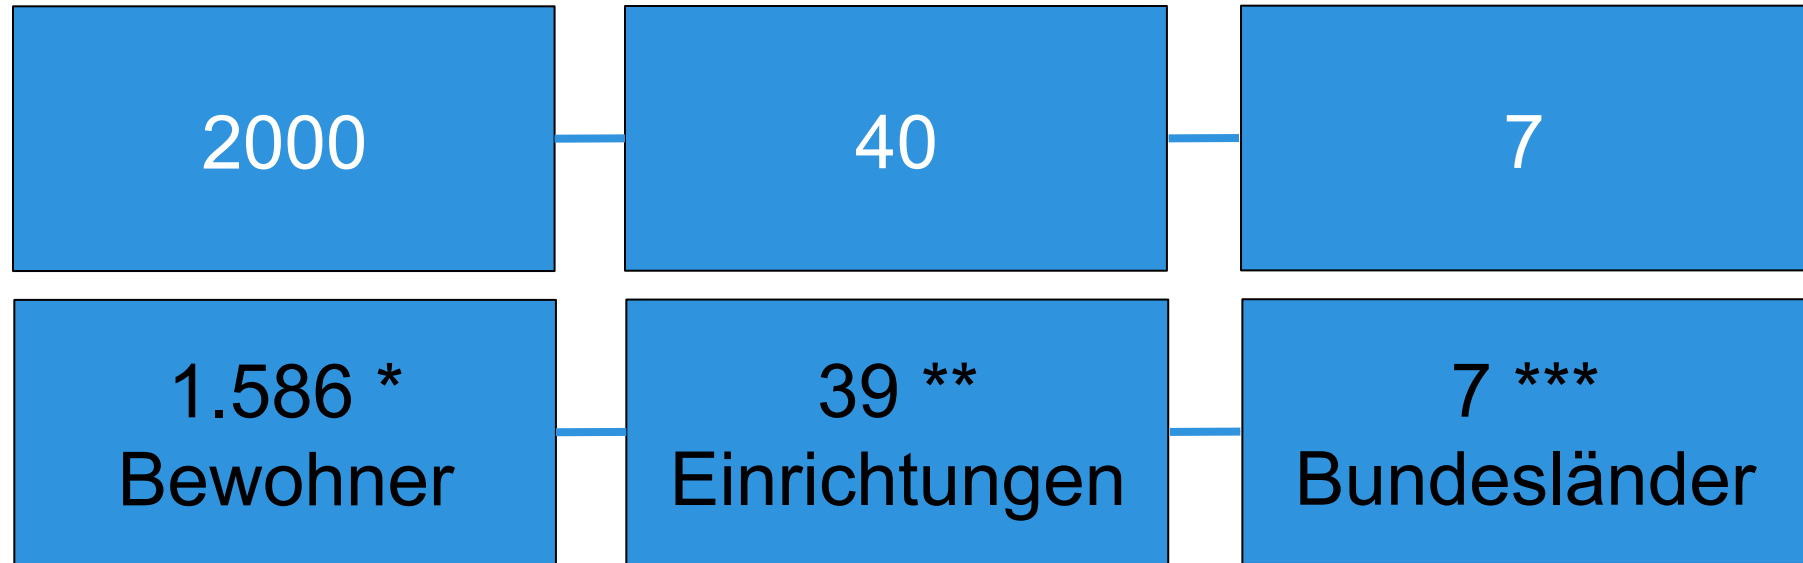 2000
40
7
1.586 *
Bewohner
39 **
Einrichtungen
7 ***
Bundesländer